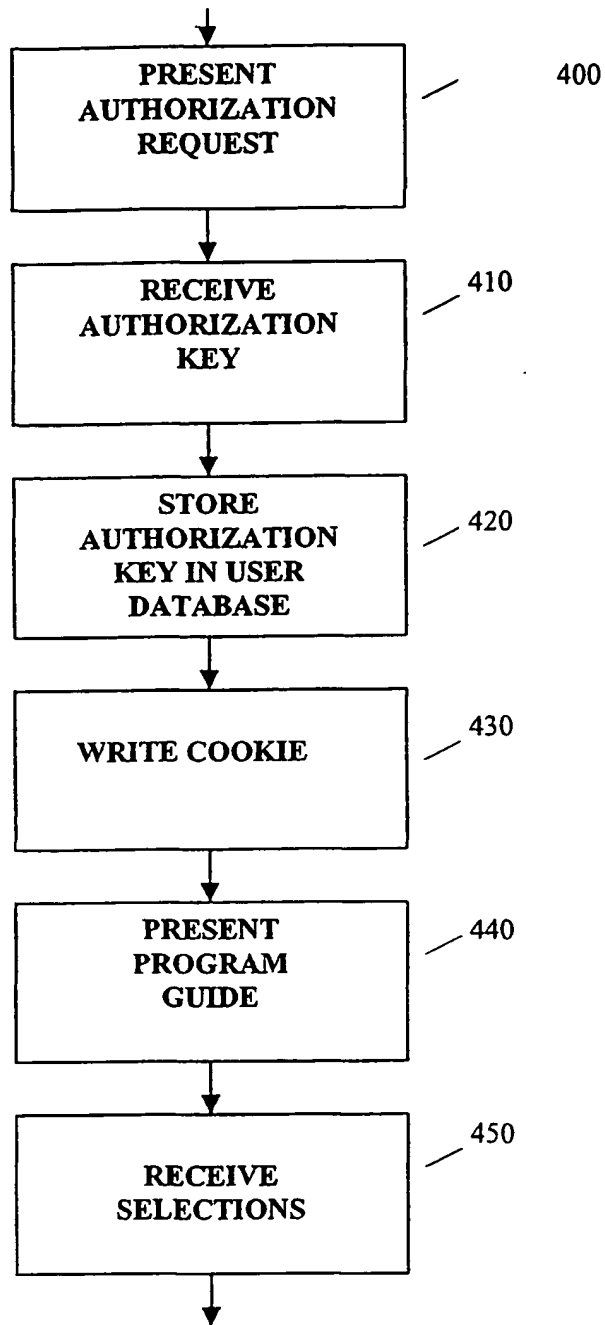 PRESENT
AUTHORIZATION
REQUEST
400
RECEIVE
AUTHORIZATION
KEY
410
STORE
AUTHORIZATION
KEY IN USER
DATABASE
420
WRITE COOKIE
430
PRESENT
PROGRAM
GUIDE
440
RECEIVE
SELECTIONS
450